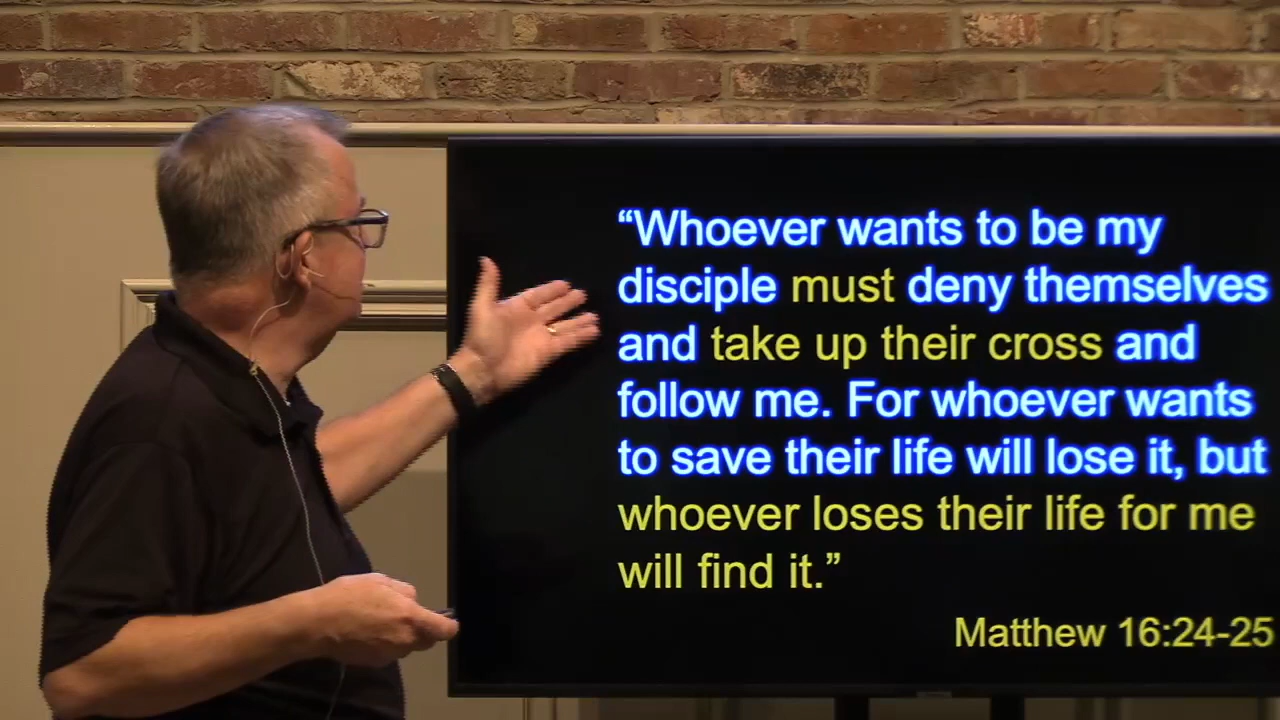 “Whoever wants to be my
disciple must deny themselves
and take up their cross and
follow me. For whoever wants
to save their life will lose it, but
whoever loses their life for me
will find it.”
Matthew 16:24-25